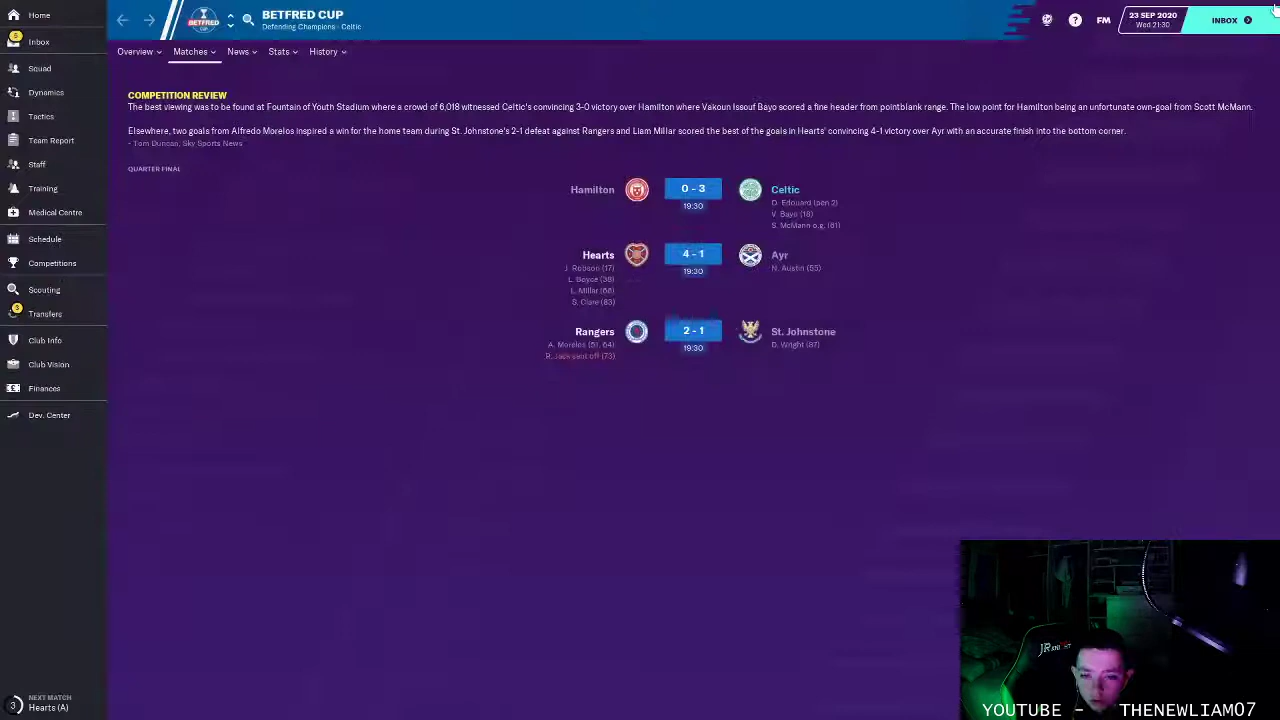 BETFRED CUP
Defending Champions - Celtic
23 SEP 2020
Wed 21:30
INBOX
FM
Overview
Matches
News
Stats
History
5
Inbox
Squad
Dynamics
Tactics
Team Report
Staff
Training
Medical Centre
Schedule
Competitions
Scouting
3
Transfers
Club Info
Club Vision
Finances
Dev. Center
3
NEXT MATCH
Hearts (A)
COMPETITION REVIEW
The best viewing was to be found at Fountain of Youth Stadium where a crowd of 6,018 witnessed Celtic's convincing 3-0 victory over Hamilton where Vakoun Issouf Bayo scored a fine header from pointblank range. The low point for Hamilton being an unfortunate own-goal from Scott McMann.
Elsewhere, two goals from Alfredo Morelos inspired a win for the home team during St. Johnstone's 2-1 defeat against Rangers and Liam Millar scored the best of the goals in Hearts' convincing 4-1 victory over Ayr with an accurate finish into the bottom corner.
- Tom Duncan, Sky Sports News
QUARTER FINAL
Hamilton 0 - 3 Celtic
19:30
D. Edouard (pen 2)
V. Bayo (18)
S. McMann o.g. (61)
Hearts 4 - 1 Ayr
19:30
J. Robson (17)
L. Boyce (38)
L. Millar (68)
S. Clare (83)
N. Austin (55)
Rangers 2 - 1 St. Johnstone
19:30
A. Morelos (51, 64)
R. Jack sent off (73)
D. Wright (87)
YOUTUBE - THENEWLIAM07